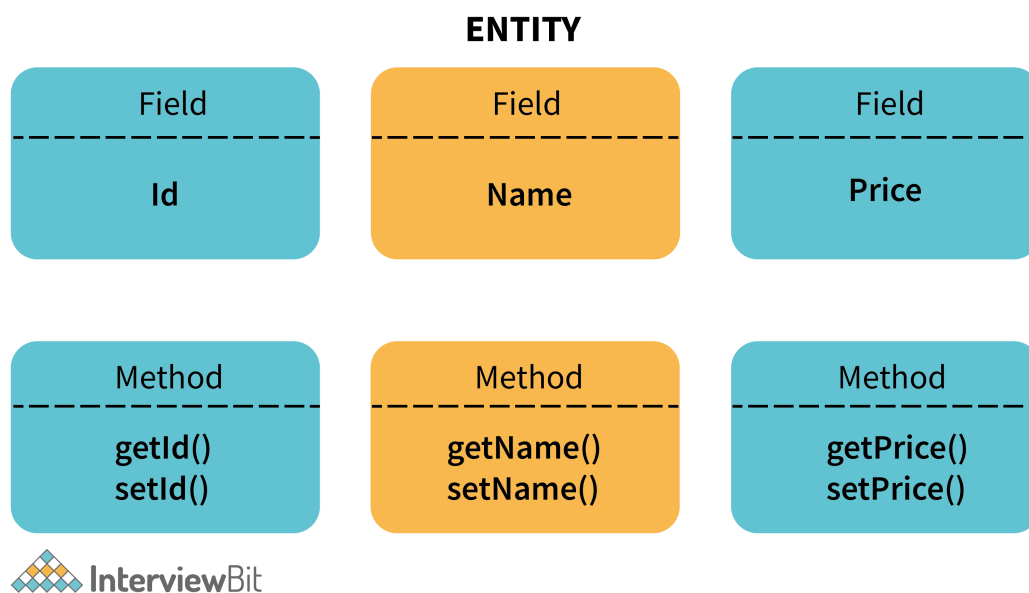 ENTITY
Field
Id
Field
Name
Field
Price
Method
getId()
setId()
Method
getName()
setName()
Method
getPrice()
setPrice()
InterviewBit